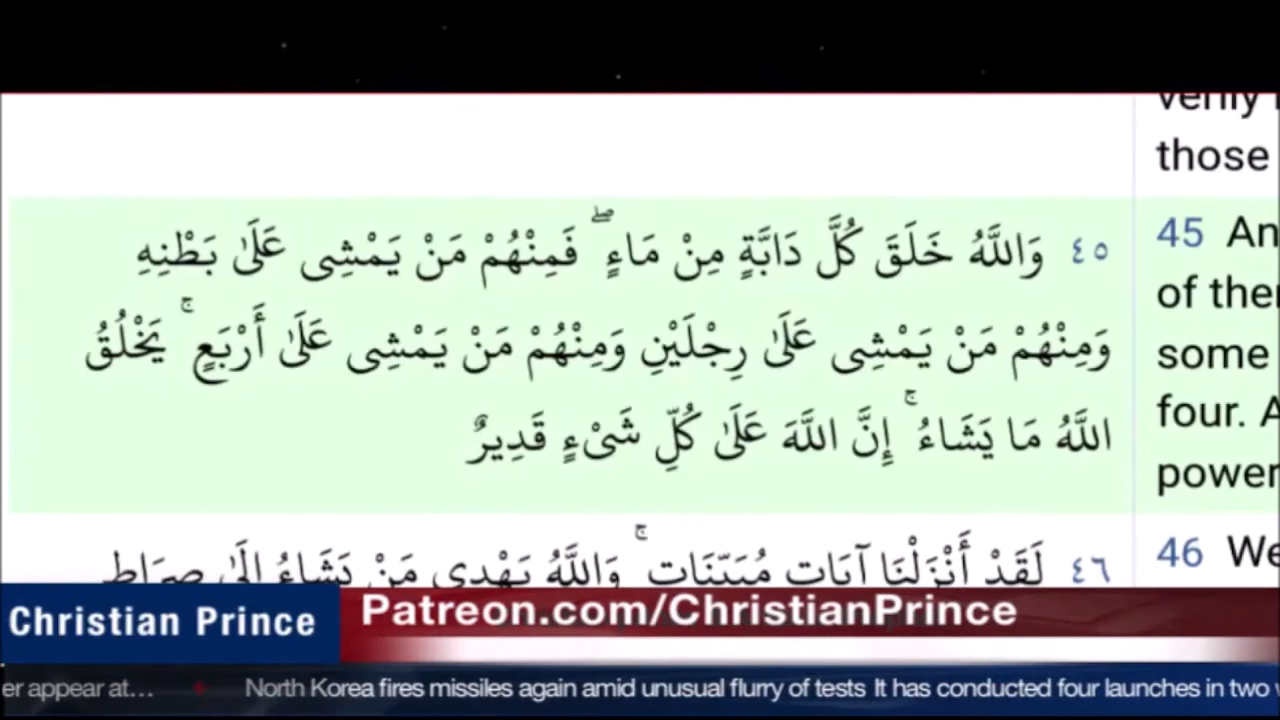 those
٤٥ وَاللَّهُ خَلَقَ كُلَّ دَابَّةٍ مِنْ مَاءٍ ۖ فَمِنْهُمْ مَنْ يَمْشِى عَلَىٰ بَطْنِهِ
وَمِنْهُمْ مَنْ يَمْشِى عَلَىٰ رِجْلَيْنِ وَمِنْهُمْ مَنْ يَمْشِى عَلَىٰ أَرْبَعٍ ۚ يَخْلُقُ
اللَّهُ مَا يَشَاءُ ۚ إِنَّ اللَّهَ عَلَىٰ كُلِّ شَىْءٍ قَدِيرٌ
45 An
of the
some
four. A
power
٤٦ لَقَدْ أَنْزَلْنَا آيَاتٍ مُبَيِّنَاتٍ ۚ وَاللَّهُ يَهْدِى مَنْ يَشَاءُ إِلَىٰ صِرَاطٍ
46 We
Christian Prince
Patreon.com/ChristianPrince
er appear at... North Korea fires missiles again amid unusual flurry of tests It has conducted four launches in two